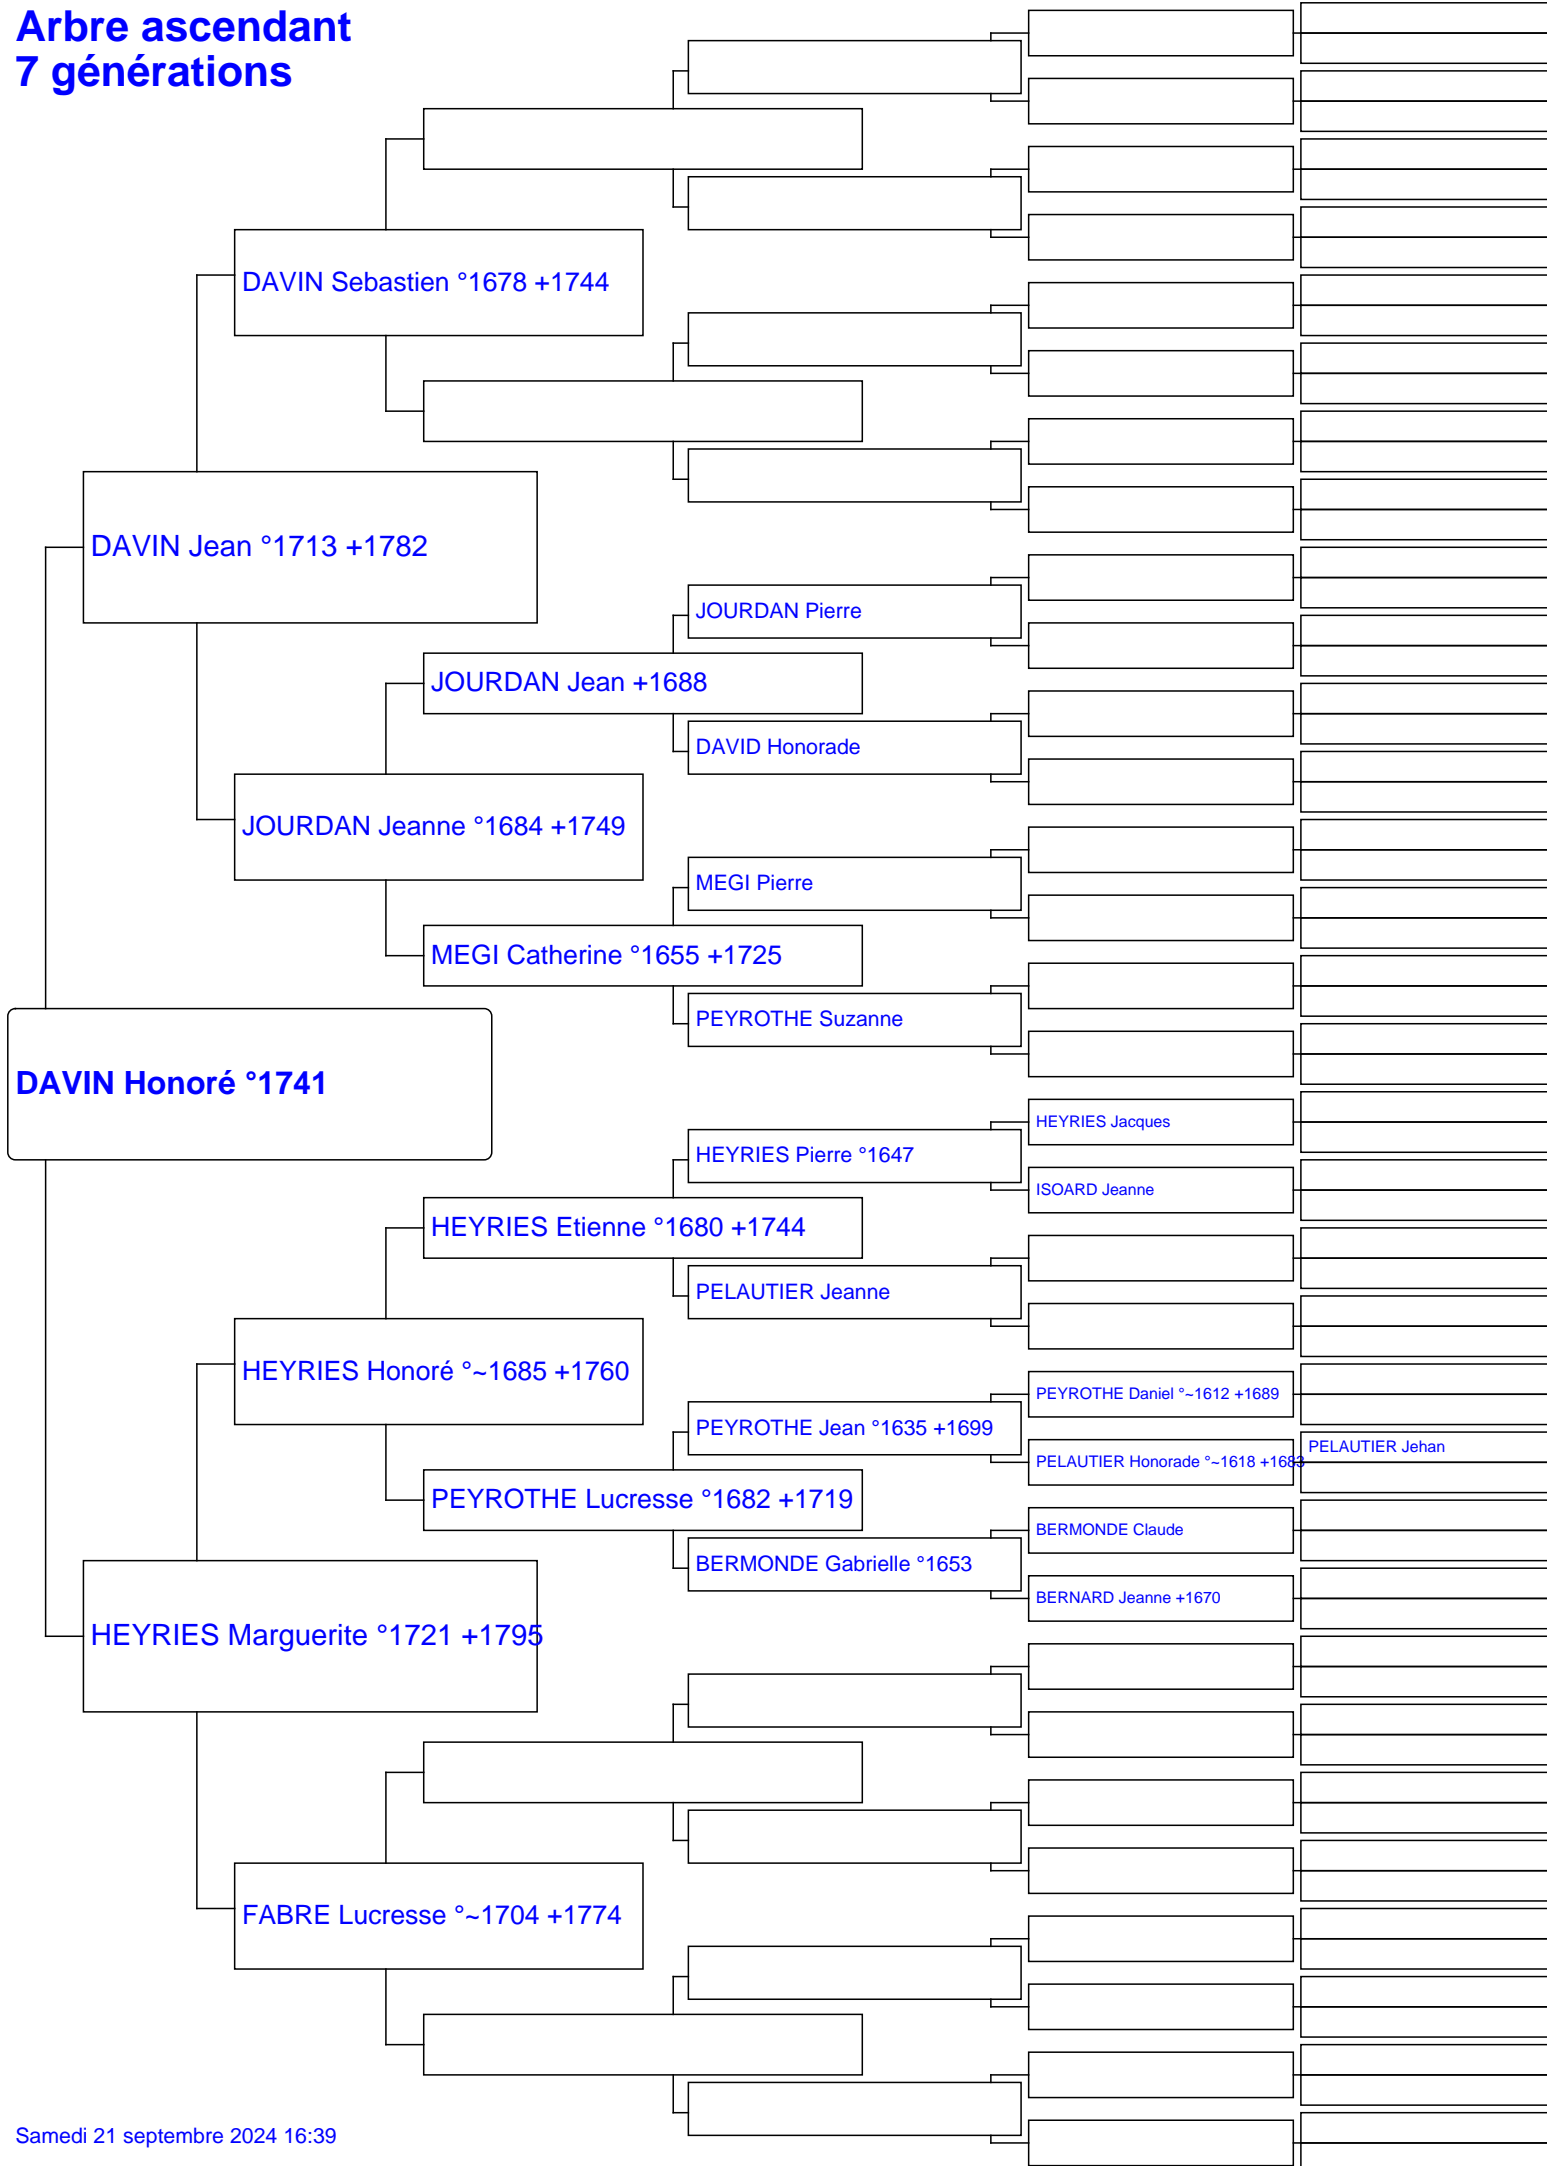 Arbre ascendant
7 générations
DAVIN Sebastien °1678 +1744
DAVIN Jean °1713 +1782
JOURDAN Pierre
JOURDAN Jean +1688
DAVID Honorade
JOURDAN Jeanne °1684 +1749
MEGI Pierre
MEGI Catherine °1655 +1725
PEYROTHE Suzanne
DAVIN Honoré °1741
HEYRIES Jacques
HEYRIES Pierre °1647
ISOARD Jeanne
HEYRIES Etienne °1680 +1744
PELAUTIER Jeanne
HEYRIES Honoré °~1685 +1760
PEYROTHE Daniel °~1612 +1689
PEYROTHE Jean °1635 +1699
PELAUTIER Jehan
PELAUTIER Honorade °~1618 +1683
PEYROTHE Lucresse °1682 +1719
BERMONDE Claude
BERMONDE Gabrielle °1653
BERNARD Jeanne +1670
HEYRIES Marguerite °1721 +1795
FABRE Lucresse °~1704 +1774
Samedi 21 septembre 2024 16:39